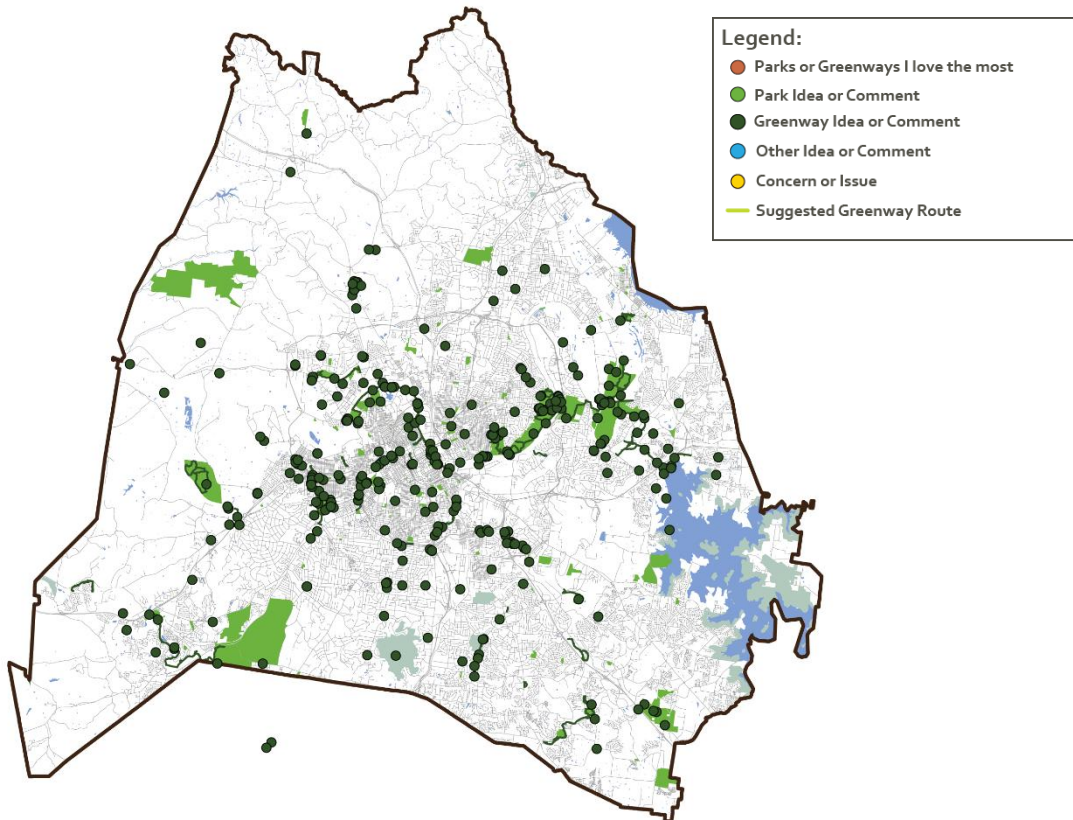 Legend:
Parks or Greenways I love the most
Park Idea or Comment
Greenway Idea or Comment
Other Idea or Comment
Concern or Issue
Suggested Greenway Route